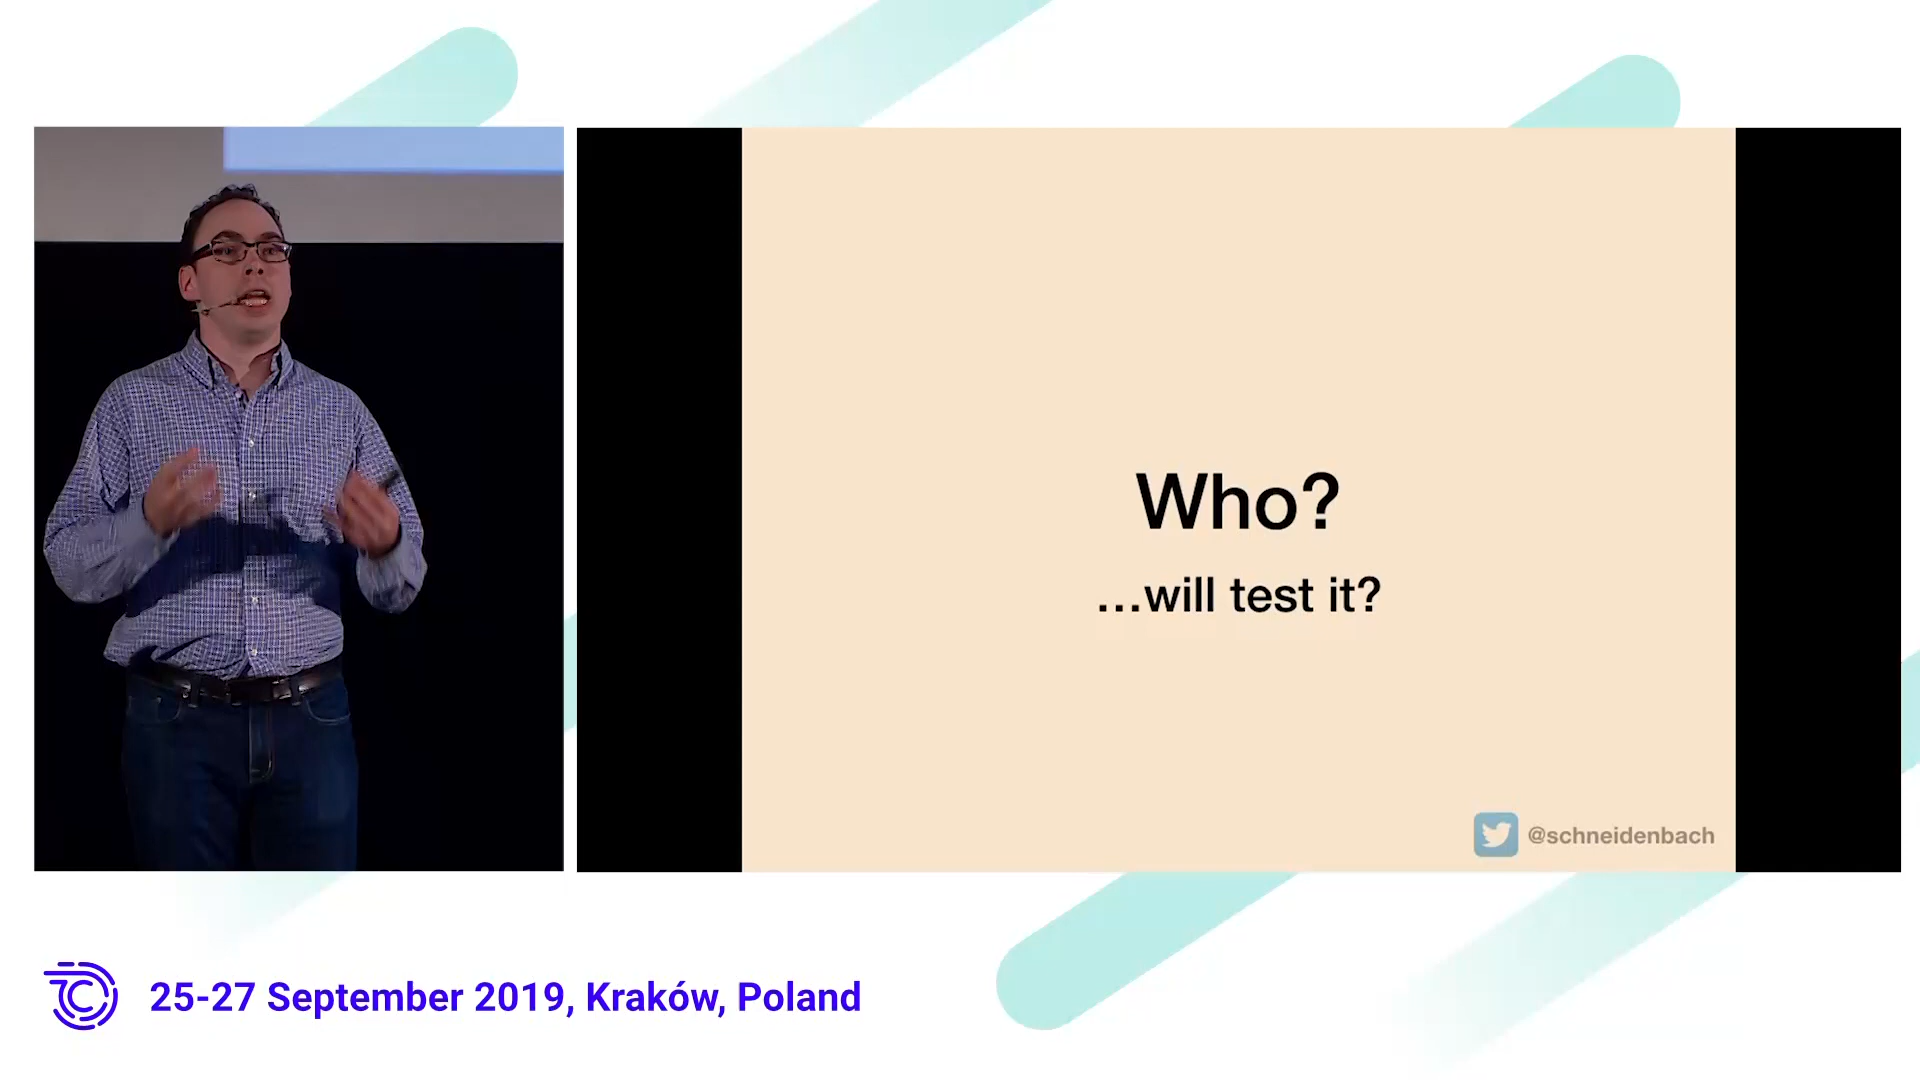 Who?
...will test it?
@schneidenbach
25-27 September 2019, Kraków, Poland